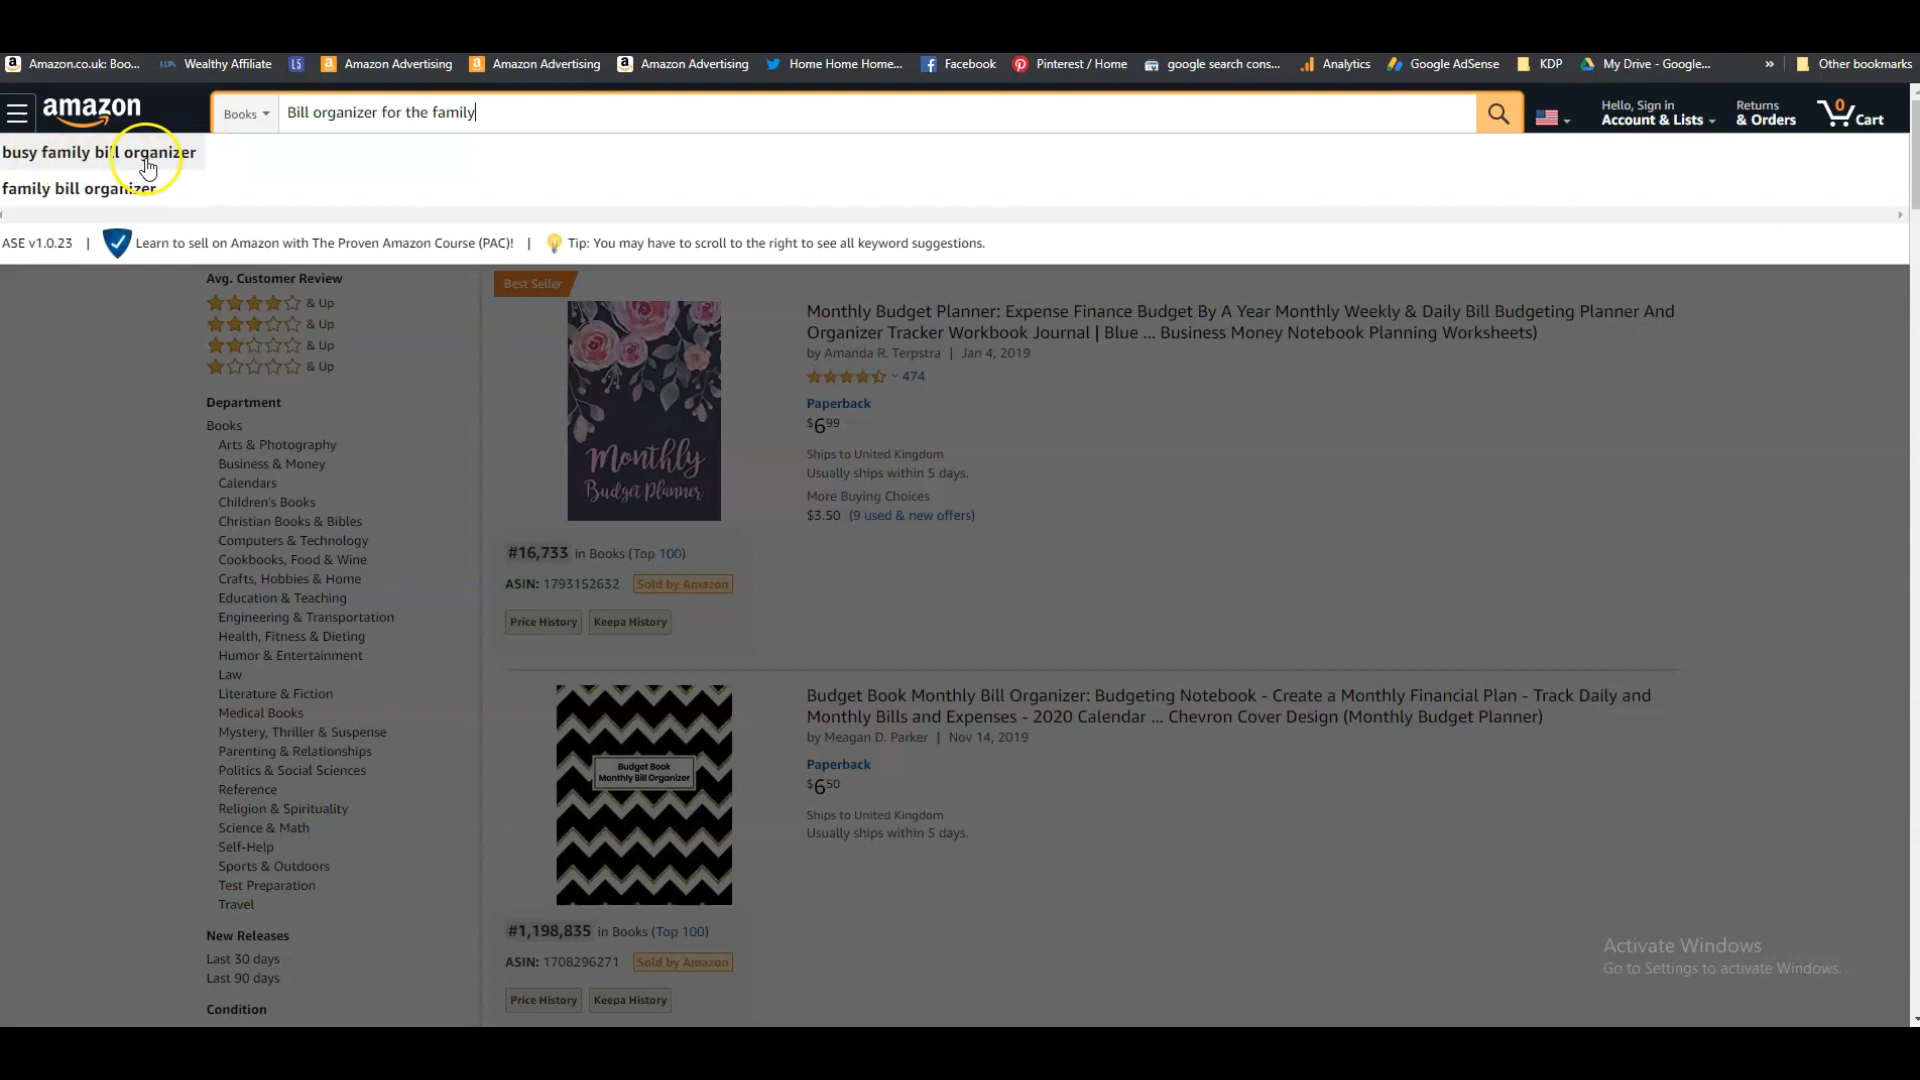 Amazon.co.uk: Boo...
Wealthy Affiliate
LS
Amazon Advertising
Amazon Advertising
Amazon Advertising
Home Home Home...
Facebook
Pinterest / Home
google search cons...
Analytics
Google AdSense
KDP
My Drive - Google...
»
Other bookmarks
amazon
Books
Bill organizer for the family
Hello, Sign in
Account & Lists
Returns
& Orders
0
Cart
busy family bill organizer
family bill organizer
ASE v1.0.23 | Learn to sell on Amazon with The Proven Amazon Course (PAC)! | Tip: You may have to scroll to the right to see all keyword suggestions.
Avg. Customer Review
& Up
& Up
& Up
& Up
Department
Books
Arts & Photography
Business & Money
Calendars
Children's Books
Christian Books & Bibles
Computers & Technology
Cookbooks, Food & Wine
Crafts, Hobbies & Home
Education & Teaching
Engineering & Transportation
Health, Fitness & Dieting
Humor & Entertainment
Law
Literature & Fiction
Medical Books
Mystery, Thriller & Suspense
Parenting & Relationships
Politics & Social Sciences
Reference
Religion & Spirituality
Science & Math
Self-Help
Sports & Outdoors
Test Preparation
Travel
New Releases
Last 30 days
Last 90 days
Condition
Best Seller
Monthly
Budget Planner
Monthly Budget Planner: Expense Finance Budget By A Year Monthly Weekly & Daily Bill Budgeting Planner And
Organizer Tracker Workbook Journal | Blue ... Business Money Notebook Planning Worksheets)
by Amanda R. Terpstra | Jan 4, 2019
474
Paperback
$6 99
Ships to United Kingdom
Usually ships within 5 days.
More Buying Choices
$3.50 (9 used & new offers)
#16,733 in Books (Top 100)
ASIN: 1793152632 Sold by Amazon
Price History Keepa History
Budget Book
Monthly Bill Organizer
Budget Book Monthly Bill Organizer: Budgeting Notebook - Create a Monthly Financial Plan - Track Daily and
Monthly Bills and Expenses - 2020 Calendar ... Chevron Cover Design (Monthly Budget Planner)
by Meagan D. Parker | Nov 14, 2019
Paperback
$6 50
Ships to United Kingdom
Usually ships within 5 days.
#1,198,835 in Books (Top 100)
ASIN: 1708296271 Sold by Amazon
Price History Keepa History
Activate Windows
Go to Settings to activate Windows.